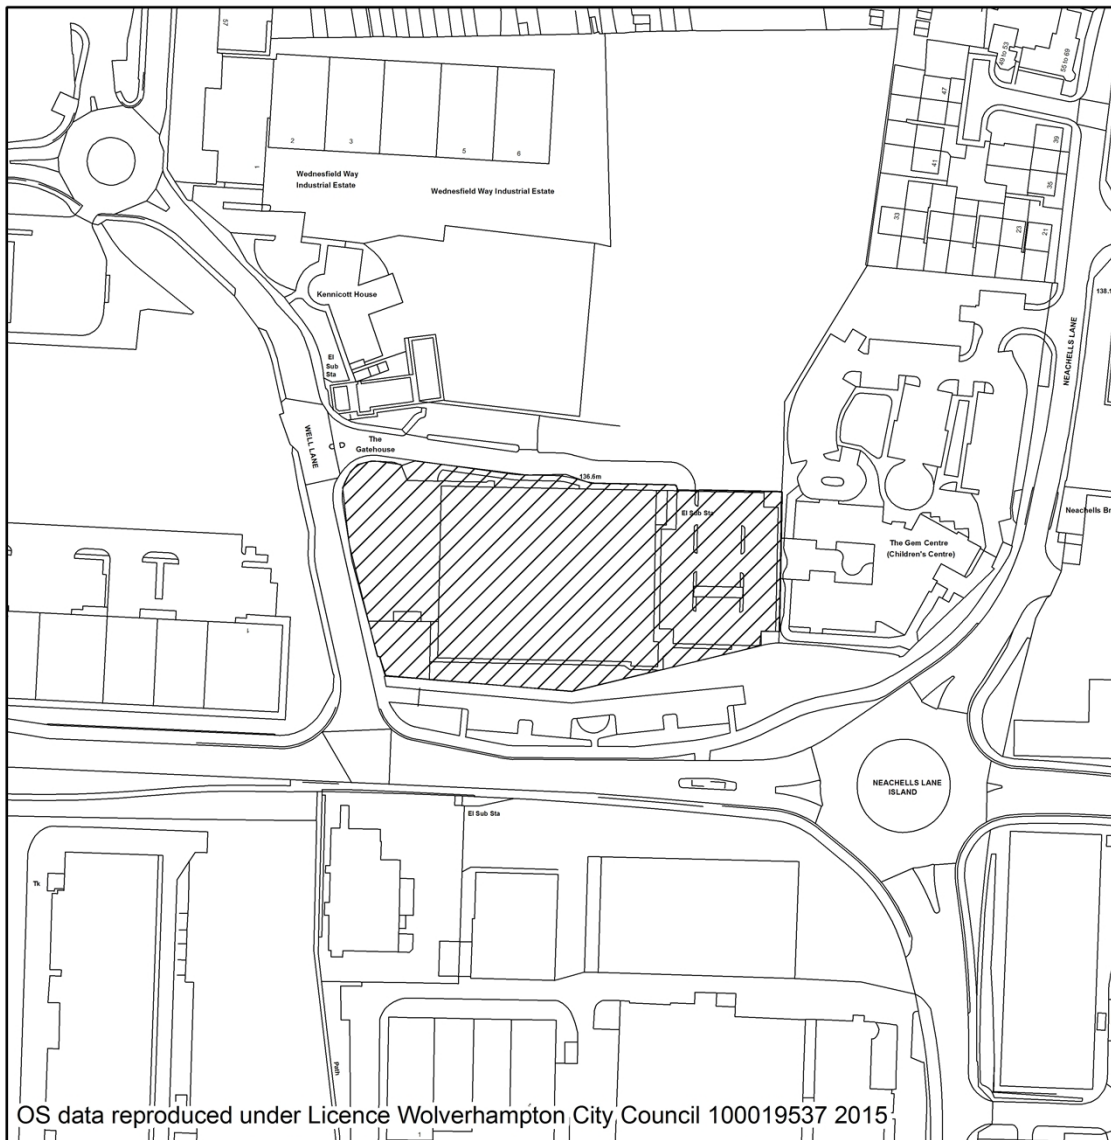 57
49 to 53
55 to 69
47
39
41
35
33
23
21
2
3
5
6
1
Wednesfield Way
Industrial Estate
Wednesfield Way Industrial Estate
Kennicott House
138.1
NEACHELLS LANE
El
Sub
Sta
WELL LANE
The
Gatehouse
136.6m
El Sub Sta
Neachells Br
The Gem Centre
(Children's Centre)
1
NEACHELLS LANE
ISLAND
El Sub Sta
Tk
Path
1
OS data reproduced under Licence Wolverhampton City Council 100019537 2015